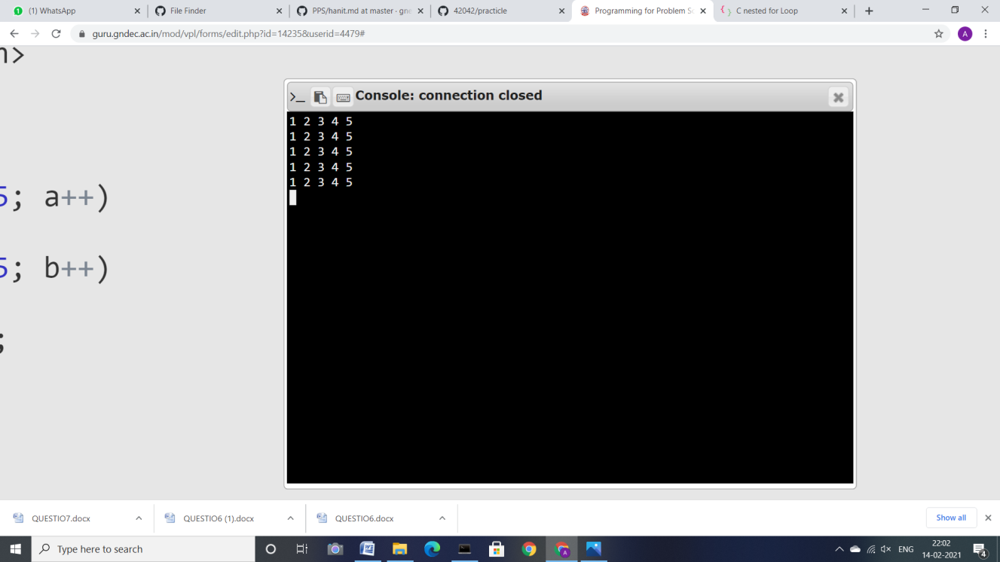 (1) WhatsApp
File Finder
PPS/hanit.md at master · gne
42042/practicle
Programming for Problem So
C nested for Loop
guru.gndec.ac.in/mod/vpl/forms/edit.php?id=14235&userid=4479#
A
>
Console: connection closed
1 2 3 4 5
1 2 3 4 5
1 2 3 4 5
1 2 3 4 5
1 2 3 4 5
5; a++)
5; b++)
;
QUESTIO7.docx
QUESTIO6 (1).docx
QUESTIO6.docx
Show all
Type here to search
ENG
22:02
14-02-2021
4